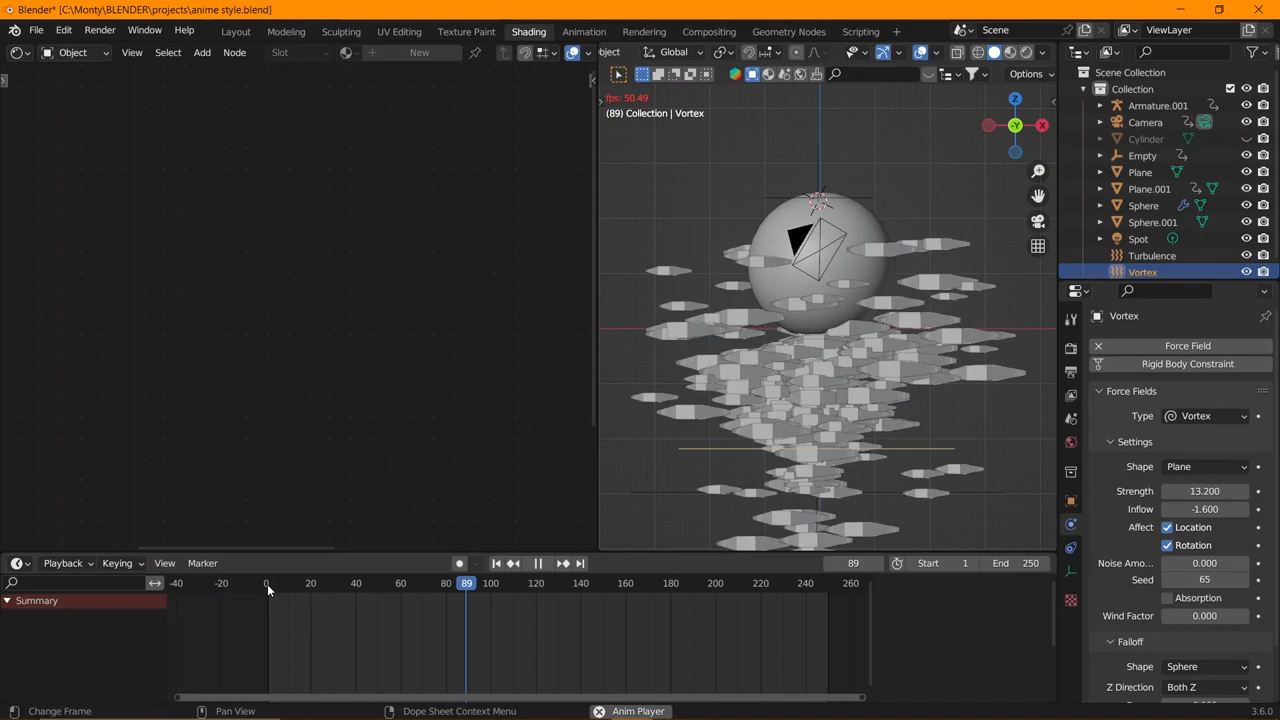 Blender* [C:\Monty\BLENDER\projects\anime style.blend]
File Edit Render Window Help Layout Modeling Sculpting UV Editing Texture Paint Shading Animation Rendering Compositing Geometry Nodes Scripting Scene ViewLayer
Object View Select Add Node Slot New
bject Global
Options
Scene Collection
Collection
Armature.001
Camera
Cylinder
Empty
Plane
Plane.001
Sphere
Sphere.001
Spot
Turbulence
Vortex
fps: 50.49
(89) Collection | Vortex
Z
-Y
X
Vortex
Force Field
Rigid Body Constraint
Force Fields
Type Vortex
Settings
Shape Plane
Strength 13.200
Inflow -1.600
Affect Location
Rotation
Noise Amo... 0.000
Seed 65
Absorption
Wind Factor 0.000
Falloff
Shape Sphere
Z Direction Both Z
Playback Keying View Marker 89 Start 1 End 250
-40 -20 0 20 40 60 80 89 100 120 140 160 180 200 220 240 260
Summary
Change Frame Pan View Dope Sheet Context Menu Anim Player 3.6.0